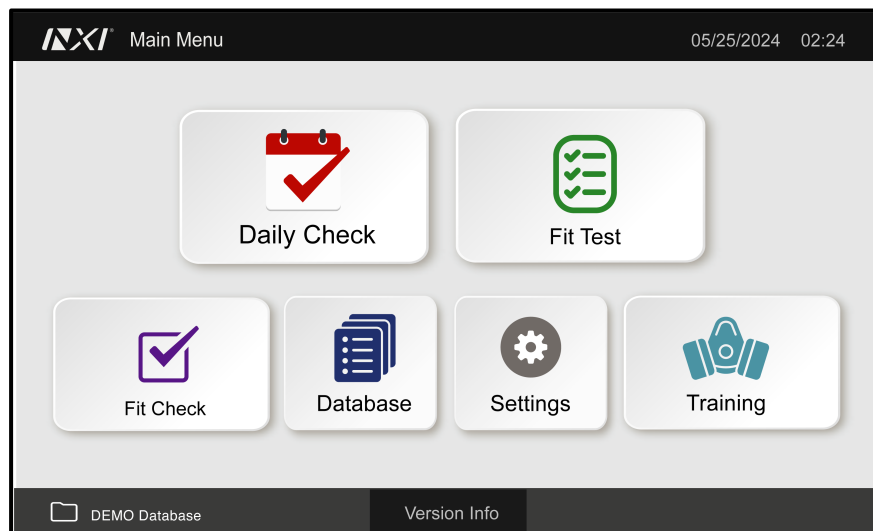 NXI® Main Menu 05/25/2024 02:24
Daily Check
Fit Test
Fit Check
Database
Settings
Training
DEMO Database
Version Info